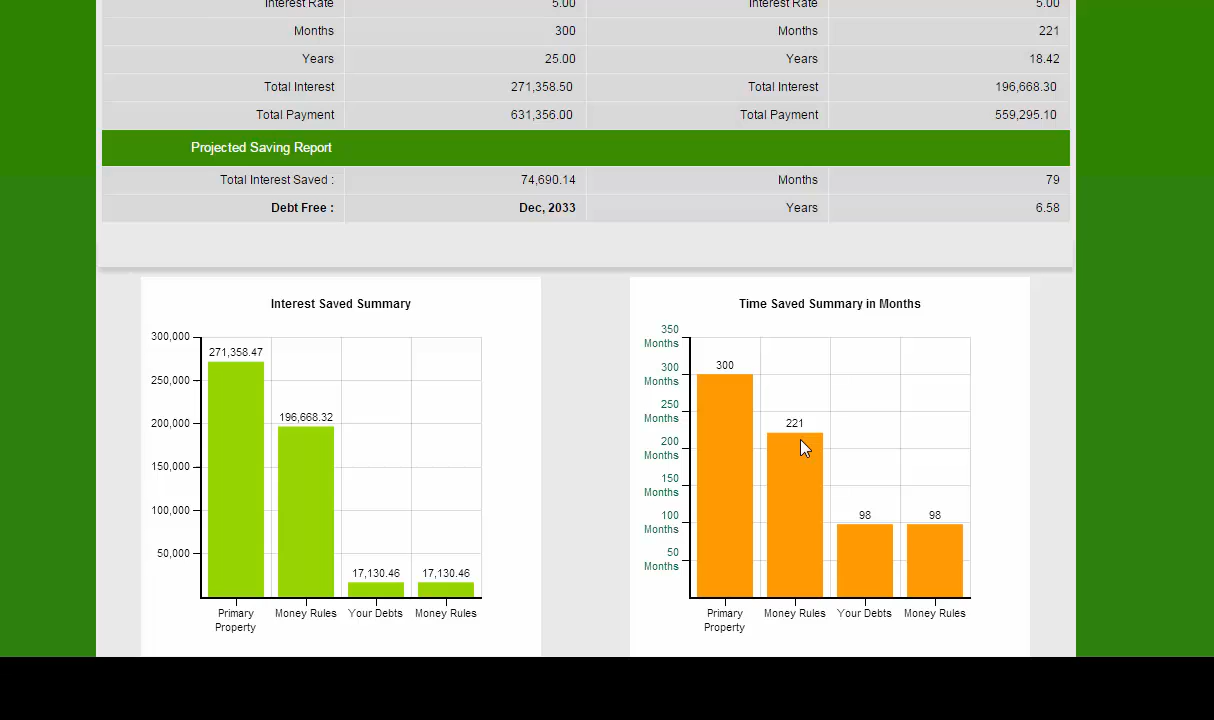 Interest Rate 5.00 Interest Rate 5.00
Months 300 Months 221
Years 25.00 Years 18.42
Total Interest 271,358.50 Total Interest 196,668.30
Total Payment 631,356.00 Total Payment 559,295.10
Projected Saving Report
Total Interest Saved : 74,690.14 Months 79
Debt Free : Dec, 2033 Years 6.58
Interest Saved Summary
300,000
271,358.47
250,000
200,000
196,668.32
150,000
100,000
50,000
17,130.46 17,130.46
Primary Property Money Rules Your Debts Money Rules
Time Saved Summary in Months
350 Months
300 Months
300
250 Months
221
200 Months
150 Months
100 Months
98 98
50 Months
Primary Property Money Rules Your Debts Money Rules